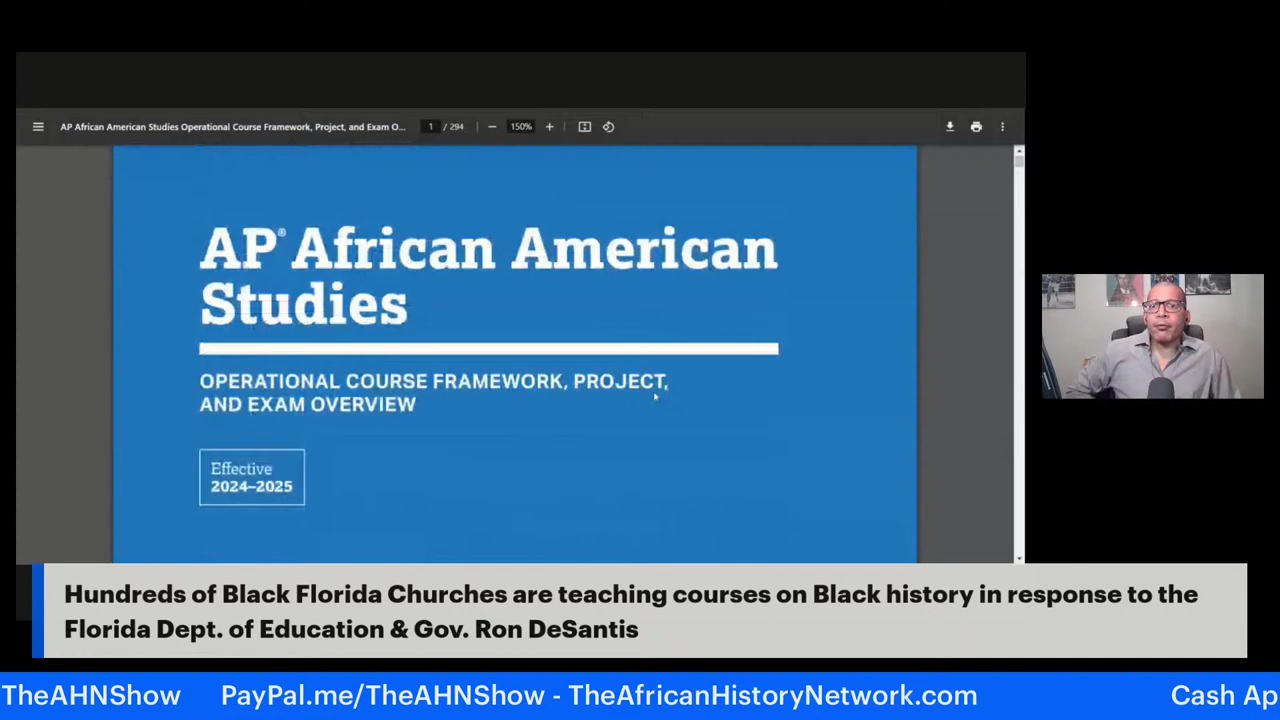 AP African American Studies Operational Course Framework, Project, and Exam O...
1 / 294
150%
AP® African American
Studies
OPERATIONAL COURSE FRAMEWORK, PROJECT,
AND EXAM OVERVIEW
Effective
2024–2025
Hundreds of Black Florida Churches are teaching courses on Black history in response to the
Florida Dept. of Education & Gov. Ron DeSantis
TheAHNShow PayPal.me/TheAHNShow - TheAfricanHistoryNetwork.com Cash Ap